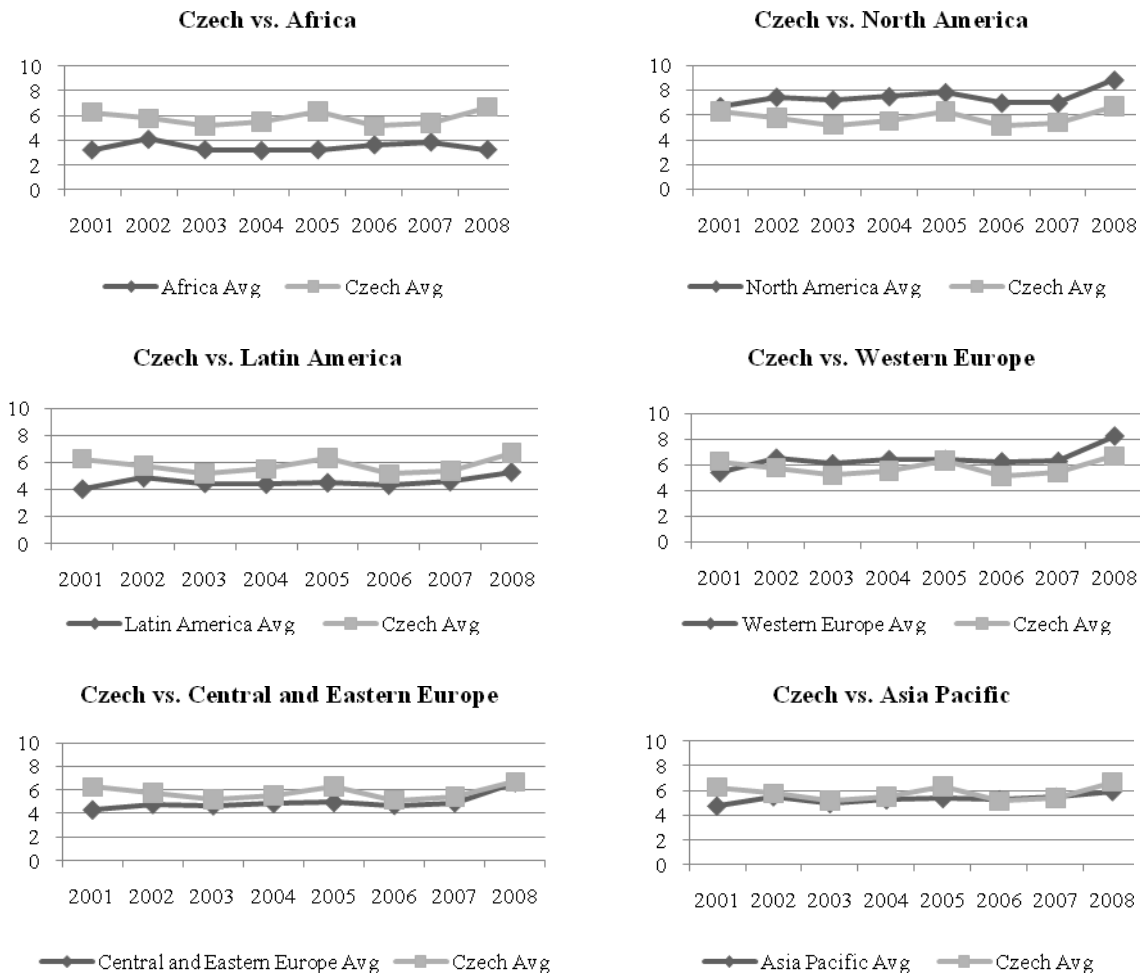 Czech vs. Africa
10
8
6
4
2
0
2001 2002 2003 2004 2005 2006 2007 2008
Africa Avg Czech Avg
Czech vs. North America
10
8
6
4
2
0
2001 2002 2003 2004 2005 2006 2007 2008
North America Avg Czech Avg
Czech vs. Latin America
10
8
6
4
2
0
2001 2002 2003 2004 2005 2006 2007 2008
Latin America Avg Czech Avg
Czech vs. Western Europe
10
8
6
4
2
0
2001 2002 2003 2004 2005 2006 2007 2008
Western Europe Avg Czech Avg
Czech vs. Central and Eastern Europe
10
8
6
4
2
0
2001 2002 2003 2004 2005 2006 2007 2008
Central and Eastern Europe Avg Czech Avg
Czech vs. Asia Pacific
10
8
6
4
2
0
2001 2002 2003 2004 2005 2006 2007 2008
Asia Pacific Avg Czech Avg